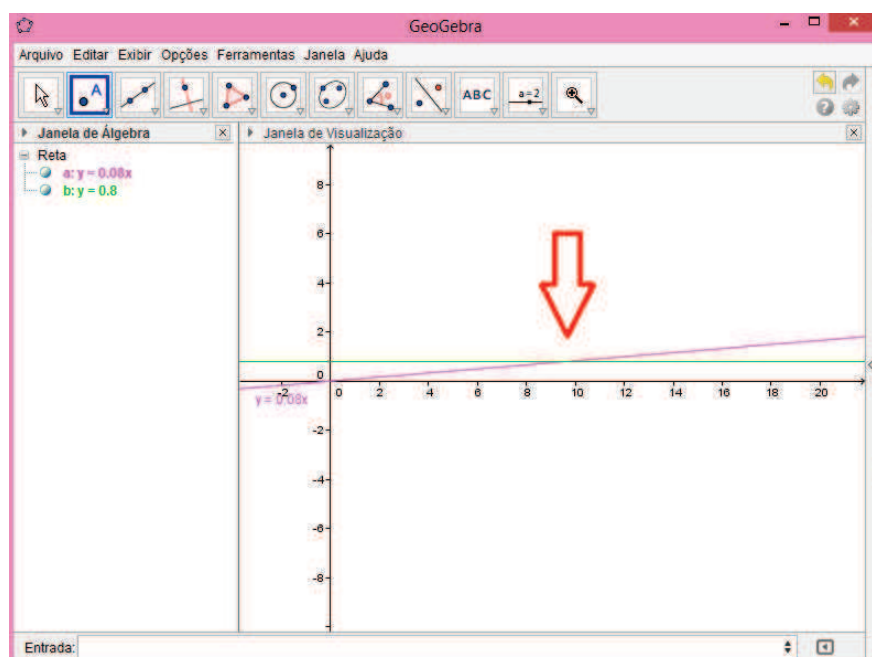 GeoGebra
Arquivo Editar Exibir Opções Ferramentas Janela Ajuda
A
ABC
a=2
Janela de Álgebra
Janela de Visualização
Reta
a: y = 0.08x
b: y = 0.8
8
6
4
2
0
-2 0 2 4 6 8 10 12 14 16 18 20
y = 0.08x
-2
-4
-6
-8
Entrada: